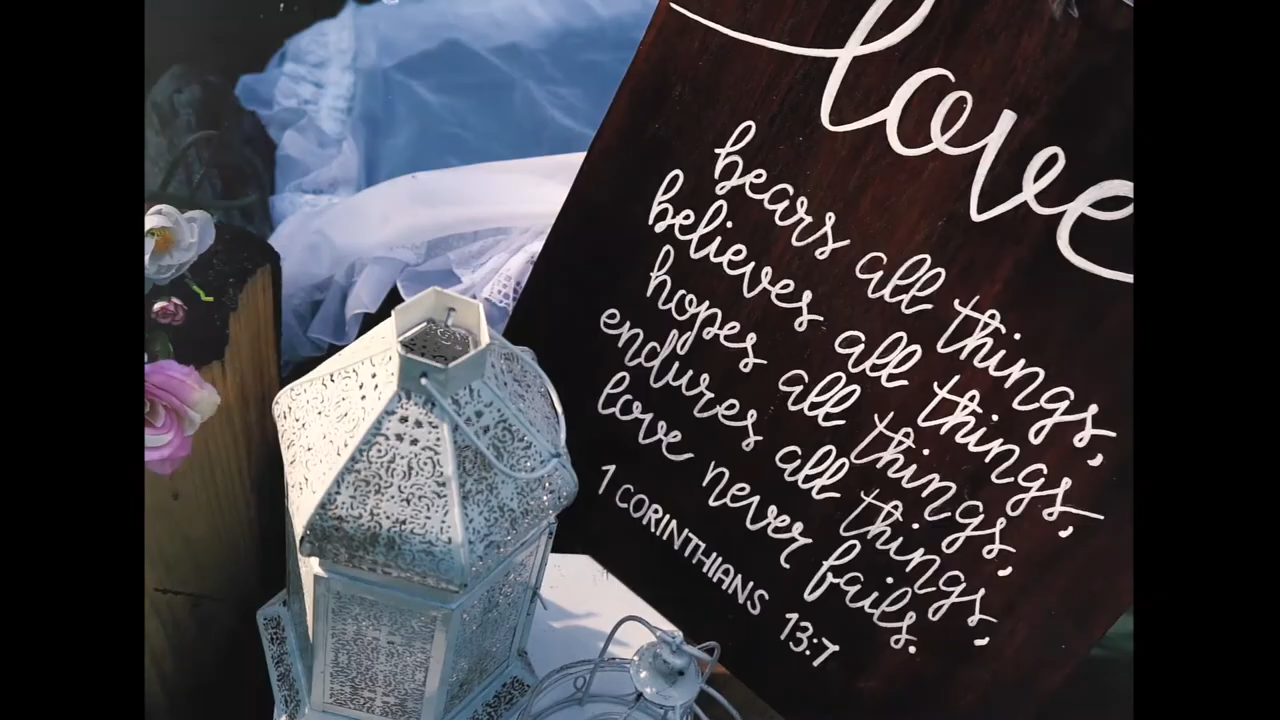 love
bears all things,
believes all things,
hopes all things,
endures all things,
love never fails.
1 CORINTHIANS 13:7